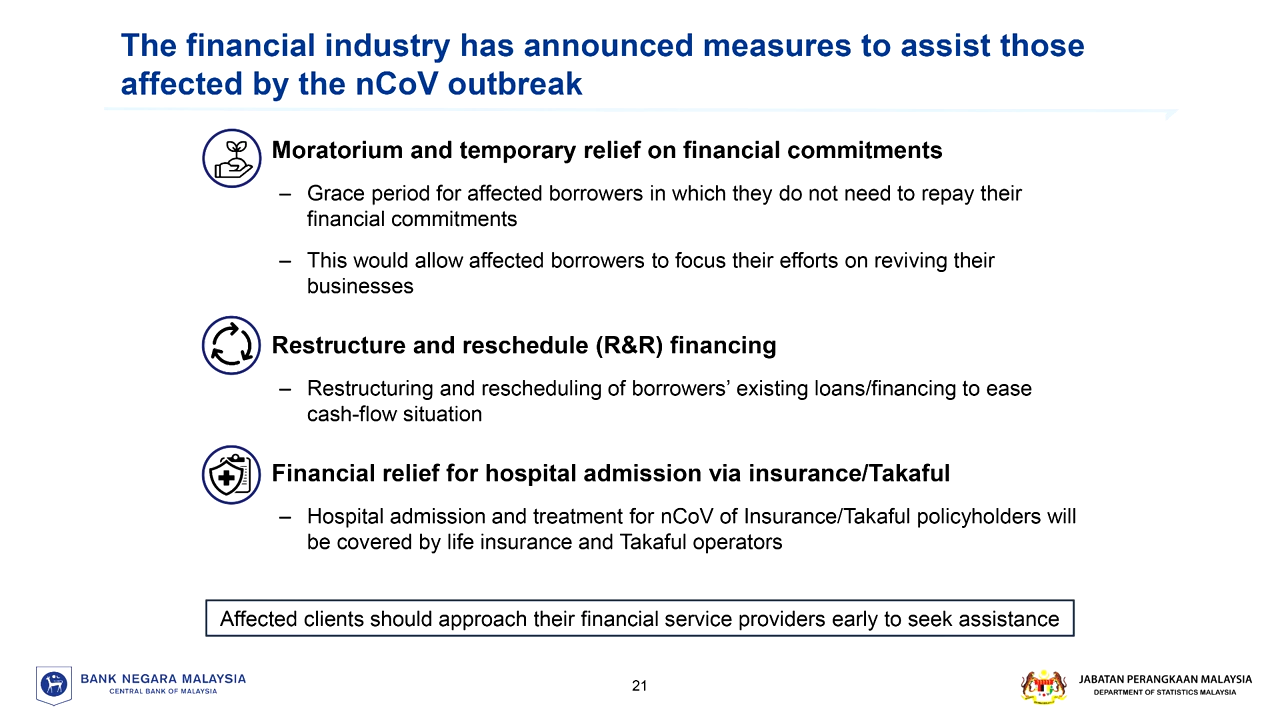 The financial industry has announced measures to assist those
affected by the nCoV outbreak
Moratorium and temporary relief on financial commitments
– Grace period for affected borrowers in which they do not need to repay their
financial commitments
– This would allow affected borrowers to focus their efforts on reviving their
businesses
Restructure and reschedule (R&R) financing
– Restructuring and rescheduling of borrowers’ existing loans/financing to ease
cash-flow situation
Financial relief for hospital admission via insurance/Takaful
– Hospital admission and treatment for nCoV of Insurance/Takaful policyholders will
be covered by life insurance and Takaful operators
Affected clients should approach their financial service providers early to seek assistance
BANK NEGARA MALAYSIA
CENTRAL BANK OF MALAYSIA
21
JABATAN PERANGKAAN MALAYSIA
DEPARTMENT OF STATISTICS MALAYSIA